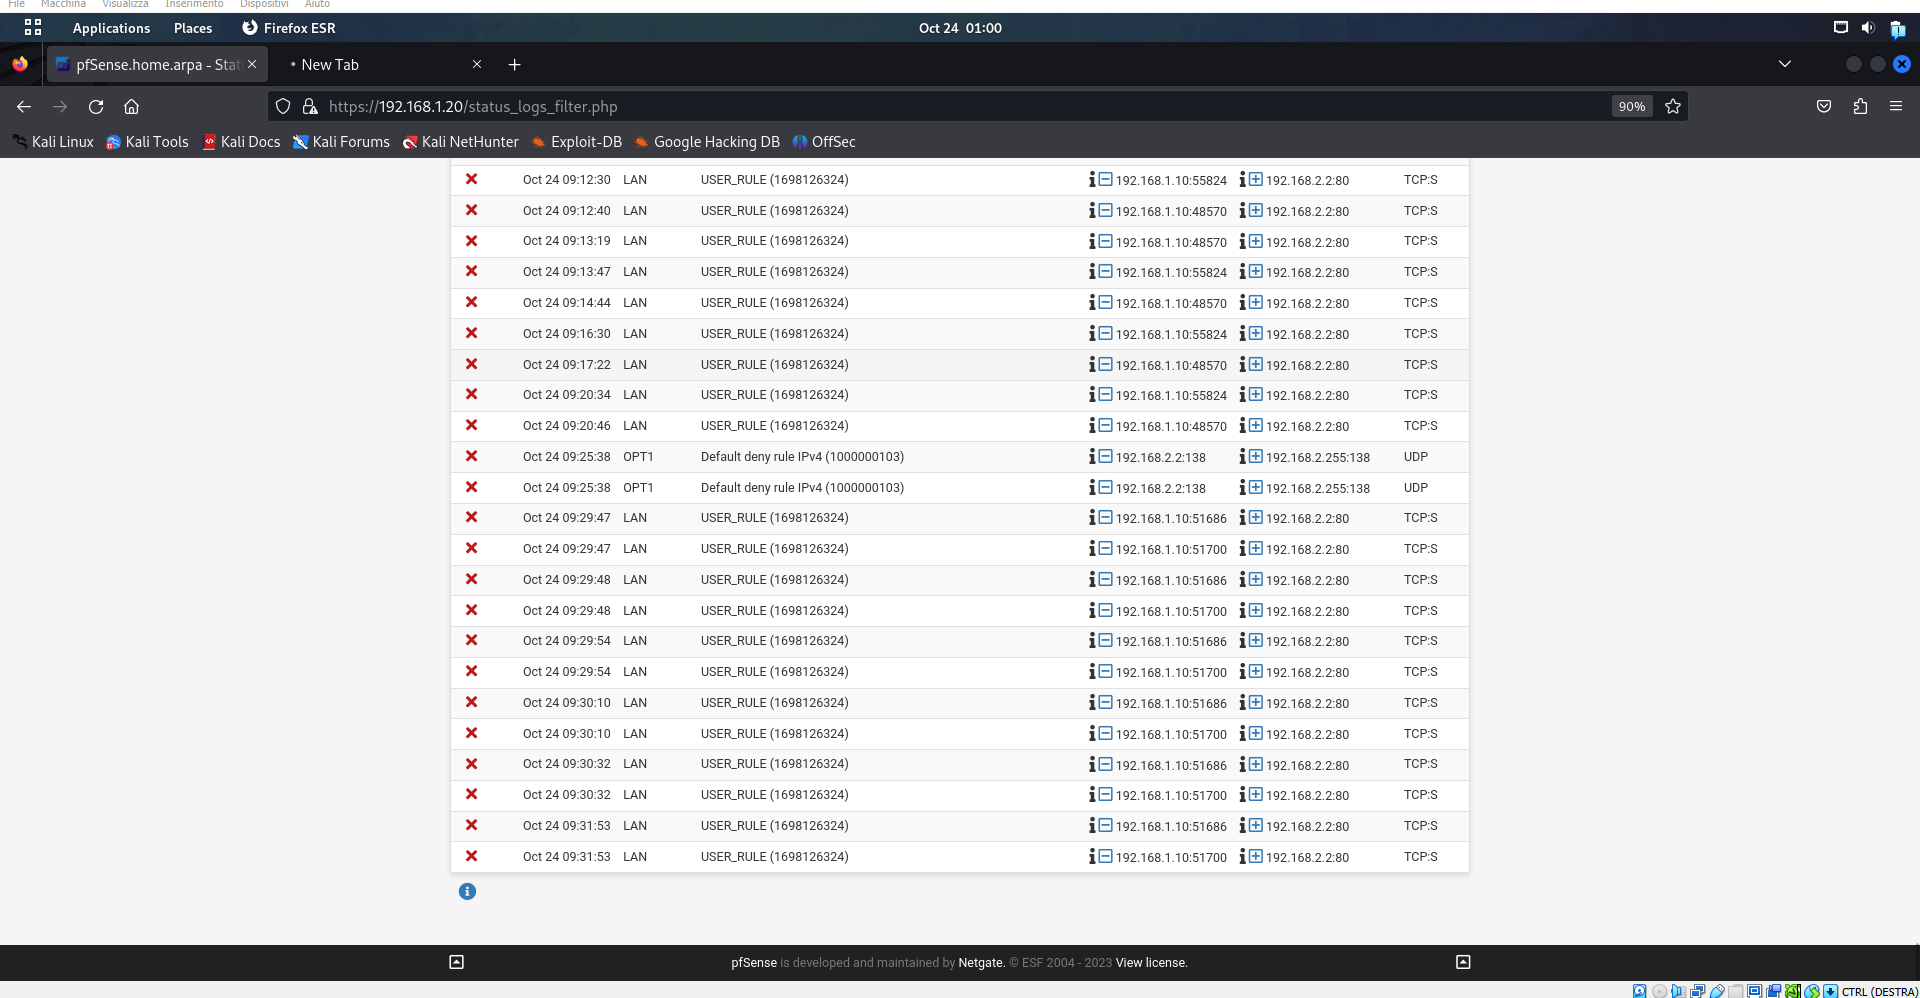 File Macchina Visualizza Inserimento Dispositivi Aiuto
Applications Places Firefox ESR Oct 24 01:00
pfSense.home.arpa - Stat New Tab
https://192.168.1.20/status_logs_filter.php 90%
Kali Linux Kali Tools Kali Docs Kali Forums Kali NetHunter Exploit-DB Google Hacking DB OffSec
Oct 24 09:12:30 LAN USER_RULE (1698126324) 192.168.1.10:55824 192.168.2.2:80 TCP:S
Oct 24 09:12:40 LAN USER_RULE (1698126324) 192.168.1.10:48570 192.168.2.2:80 TCP:S
Oct 24 09:13:19 LAN USER_RULE (1698126324) 192.168.1.10:48570 192.168.2.2:80 TCP:S
Oct 24 09:13:47 LAN USER_RULE (1698126324) 192.168.1.10:55824 192.168.2.2:80 TCP:S
Oct 24 09:14:44 LAN USER_RULE (1698126324) 192.168.1.10:48570 192.168.2.2:80 TCP:S
Oct 24 09:16:30 LAN USER_RULE (1698126324) 192.168.1.10:55824 192.168.2.2:80 TCP:S
Oct 24 09:17:22 LAN USER_RULE (1698126324) 192.168.1.10:48570 192.168.2.2:80 TCP:S
Oct 24 09:20:34 LAN USER_RULE (1698126324) 192.168.1.10:55824 192.168.2.2:80 TCP:S
Oct 24 09:20:46 LAN USER_RULE (1698126324) 192.168.1.10:48570 192.168.2.2:80 TCP:S
Oct 24 09:25:38 OPT1 Default deny rule IPv4 (1000000103) 192.168.2.2:138 192.168.2.255:138 UDP
Oct 24 09:25:38 OPT1 Default deny rule IPv4 (1000000103) 192.168.2.2:138 192.168.2.255:138 UDP
Oct 24 09:29:47 LAN USER_RULE (1698126324) 192.168.1.10:51686 192.168.2.2:80 TCP:S
Oct 24 09:29:47 LAN USER_RULE (1698126324) 192.168.1.10:51700 192.168.2.2:80 TCP:S
Oct 24 09:29:48 LAN USER_RULE (1698126324) 192.168.1.10:51686 192.168.2.2:80 TCP:S
Oct 24 09:29:48 LAN USER_RULE (1698126324) 192.168.1.10:51700 192.168.2.2:80 TCP:S
Oct 24 09:29:54 LAN USER_RULE (1698126324) 192.168.1.10:51686 192.168.2.2:80 TCP:S
Oct 24 09:29:54 LAN USER_RULE (1698126324) 192.168.1.10:51700 192.168.2.2:80 TCP:S
Oct 24 09:30:10 LAN USER_RULE (1698126324) 192.168.1.10:51686 192.168.2.2:80 TCP:S
Oct 24 09:30:10 LAN USER_RULE (1698126324) 192.168.1.10:51700 192.168.2.2:80 TCP:S
Oct 24 09:30:32 LAN USER_RULE (1698126324) 192.168.1.10:51686 192.168.2.2:80 TCP:S
Oct 24 09:30:32 LAN USER_RULE (1698126324) 192.168.1.10:51700 192.168.2.2:80 TCP:S
Oct 24 09:31:53 LAN USER_RULE (1698126324) 192.168.1.10:51686 192.168.2.2:80 TCP:S
Oct 24 09:31:53 LAN USER_RULE (1698126324) 192.168.1.10:51700 192.168.2.2:80 TCP:S
pfSense is developed and maintained by Netgate. © ESF 2004 - 2023 View license.
CTRL (DESTRA)